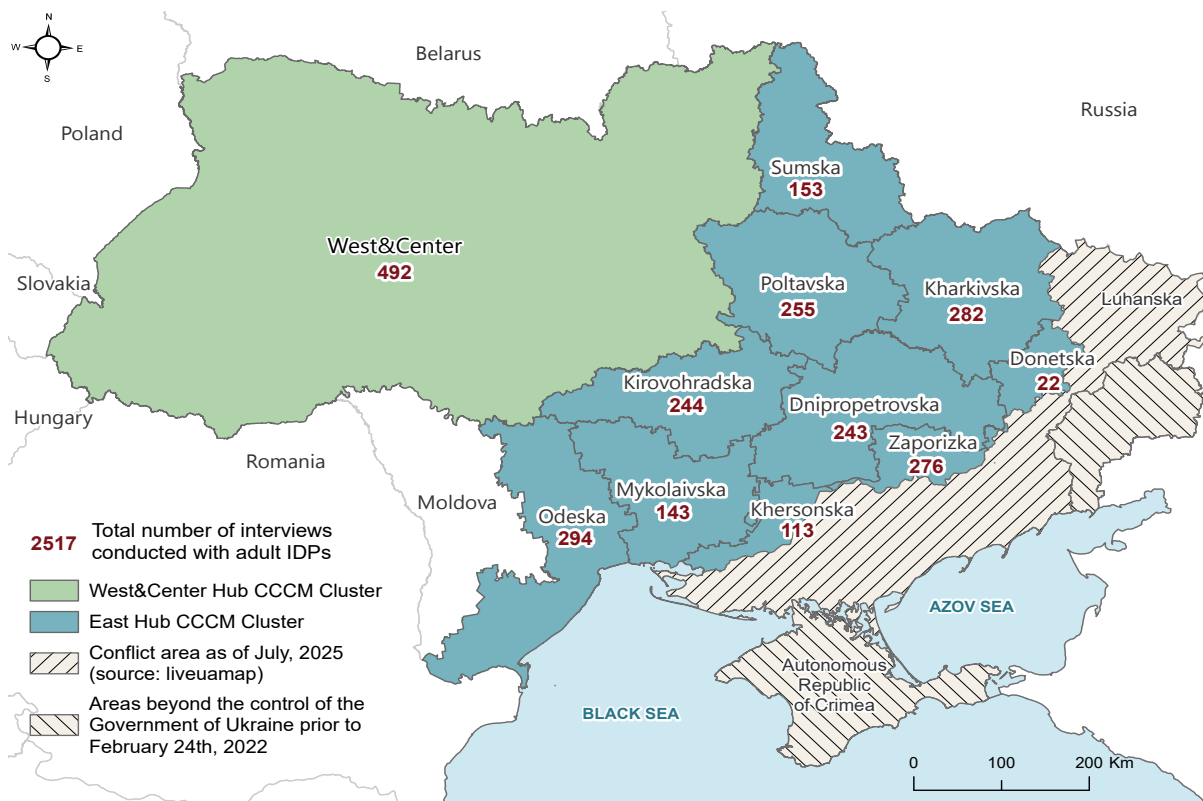 N
W
E
S
Belarus
Poland
Russia
Sumska
153
West&Center
492
Slovakia
Poltavska
255
Kharkivska
282
Luhanska
Donetska
22
Kirovohradska
244
Dnipropetrovska
243
Hungary
Zaporizka
276
Romania
Moldova
Mykolaivska
143
Khersonska
113
Odeska
294
2517
Total number of interviews
conducted with adult IDPs
West&Center Hub CCCM Cluster
East Hub CCCM Cluster
Conflict area as of July, 2025
(source: liveuamap)
Areas beyond the control of the
Government of Ukraine prior to
February 24th, 2022
AZOV SEA
Autonomous
Republic
of Crimea
BLACK SEA
0 100 200 Km